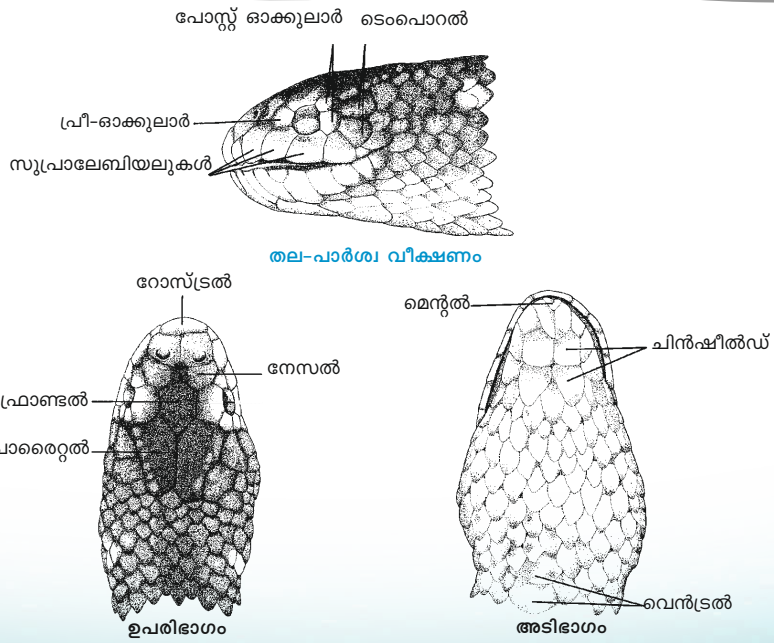 പോസ്റ്റ് ഓക്കുലാർ ടെംപൊറൽ
പ്രീ-ഓക്കുലാർ
സുപ്രാലേബിയലുകൾ
തല-പാർശ്വ വീക്ഷണം
റോസ്ട്രൽ
മെന്റൽ
ചിൻഷീൽഡ്
നേസൽ
ഫ്രാണ്ടൽ
പാരൈറ്റൽ
വെൻട്രൽ
ഉപരിഭാഗം
അടിഭാഗം